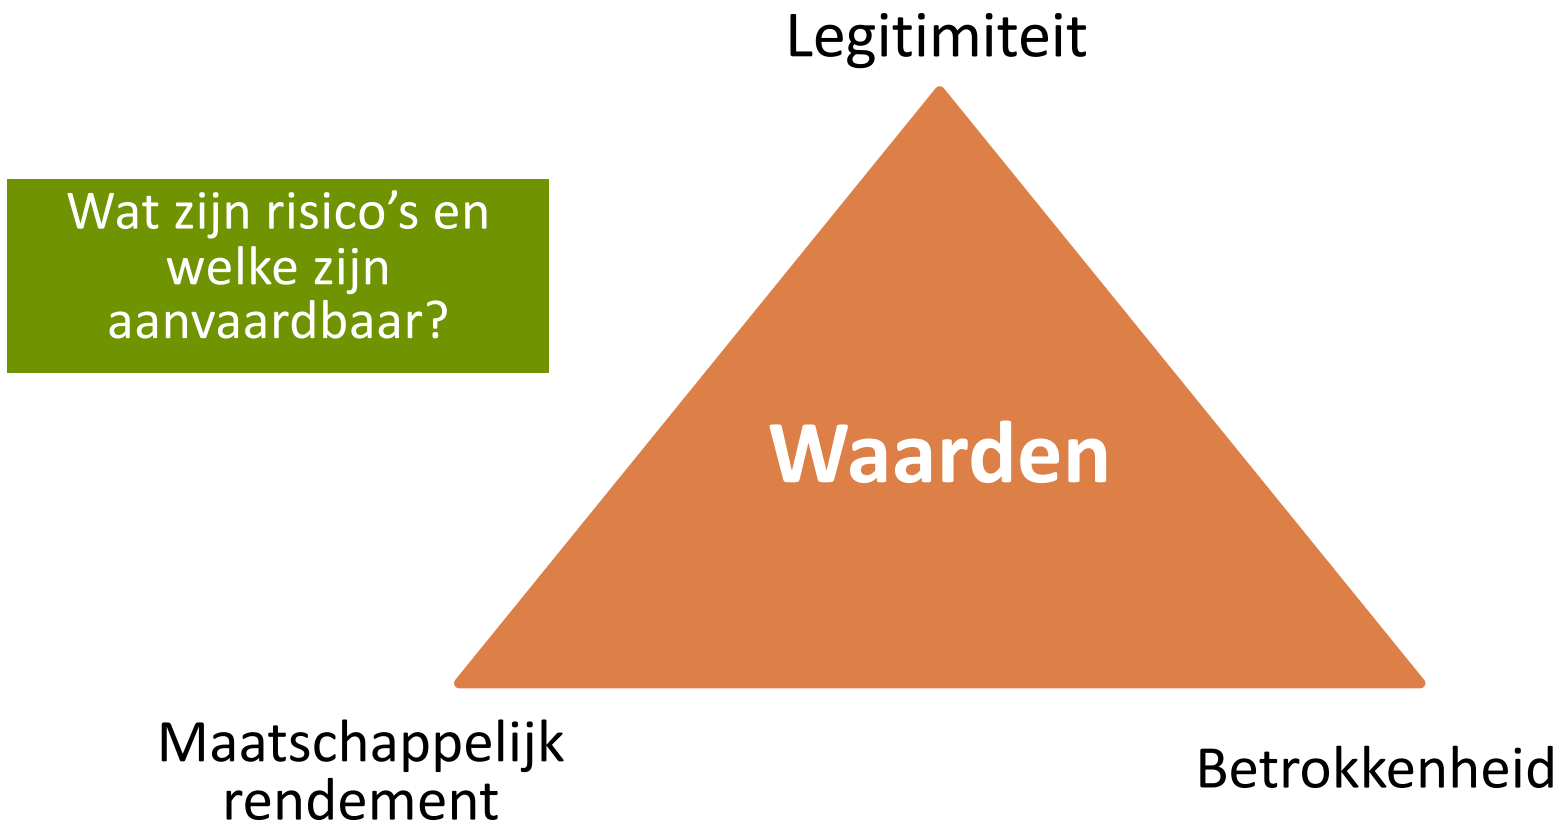 Legitimiteit
Wat zijn risico’s en
welke zijn
aanvaardbaar?
Waarden
Maatschappelijk
rendement
Betrokkenheid